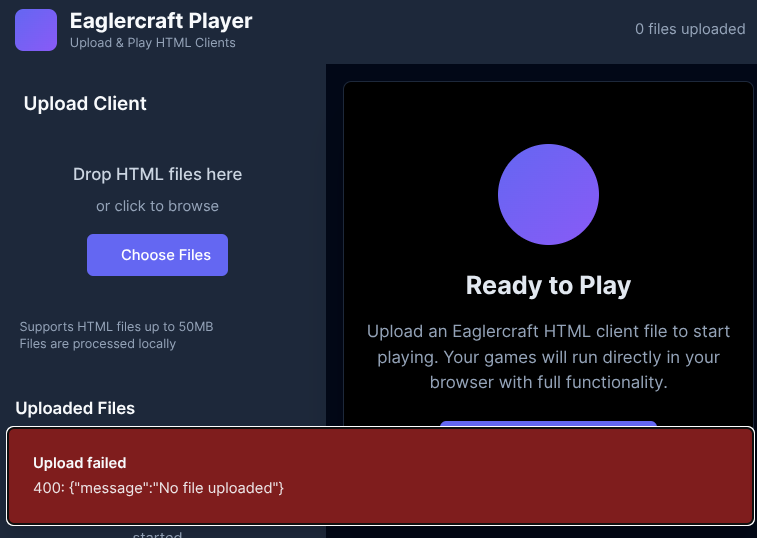 Eaglercraft Player
Upload & Play HTML Clients
0 files uploaded
Upload Client
Drop HTML files here
or click to browse
Choose Files
Supports HTML files up to 50MB
Files are processed locally
Uploaded Files
Ready to Play
Upload an Eaglercraft HTML client file to start
playing. Your games will run directly in your
browser with full functionality.
Upload failed
400: {"message":"No file uploaded"}
started